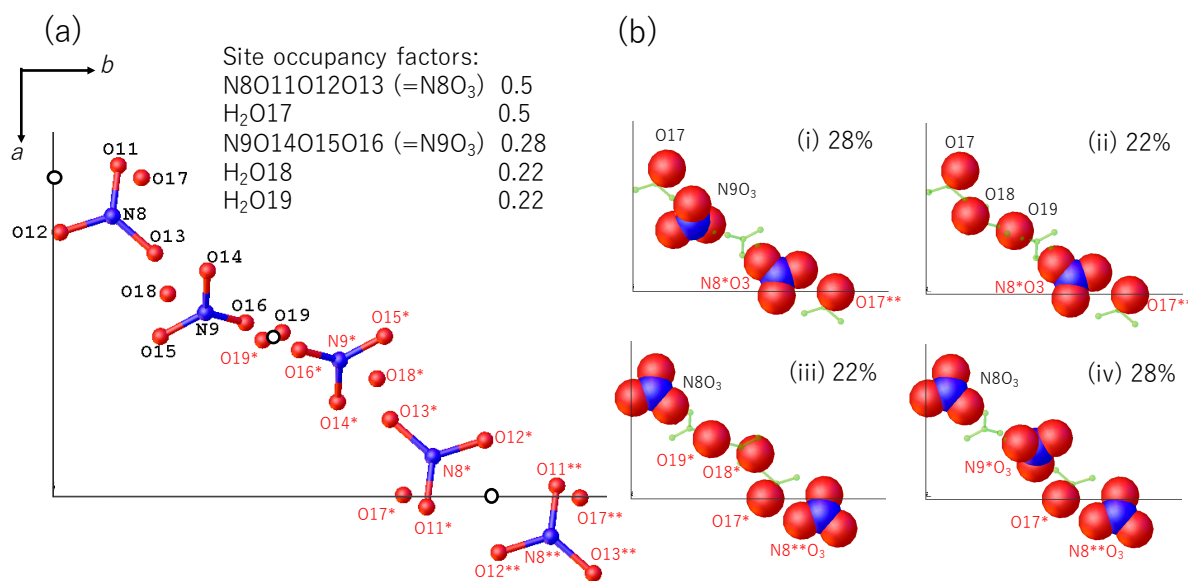 (a)
b
a
Site occupancy factors:
N8O11O12O13 (=N8O₃) 0.5
H₂O17 0.5
N9O14O15O16 (=N9O₃) 0.28
H₂O18 0.22
H₂O19 0.22
O11
O17
N8
O12
O13
O14
O18
O16
O19
N9
O15
O19*
O15*
N9*
O16*
O18*
O14*
O13*
O12*
N8*
O11**
O17*
O11*
O17**
N8**
O13**
O12**
(b)
O17
(i) 28%
N9O₃
N8*O3
O17**
O17
(ii) 22%
O18
O19
N8*O3
O17**
(iii) 22%
N8O₃
O19*
O18*
O17*
N8**O₃
(iv) 28%
N8O₃
N9*O₃
O17*
N8**O₃